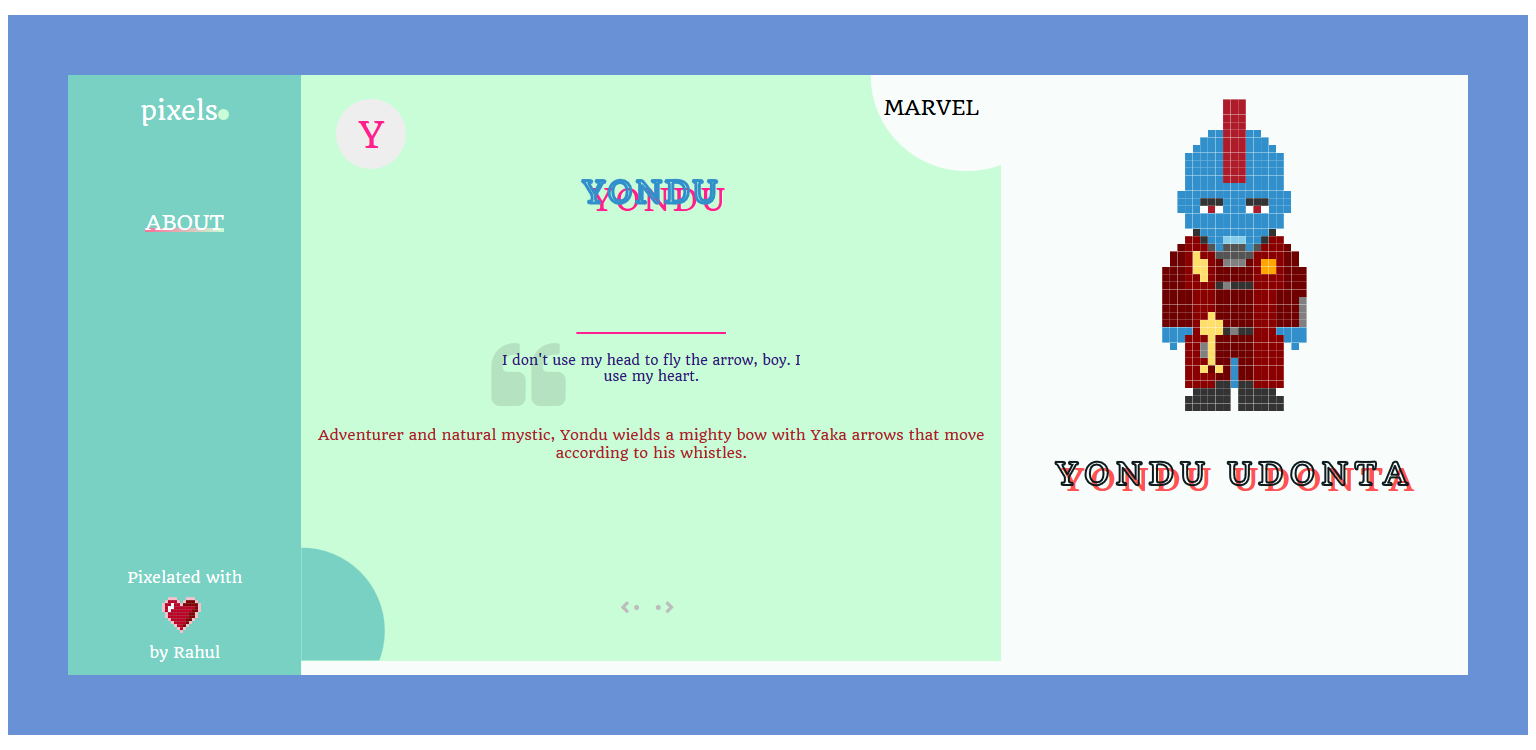 pixels
ABOUT
Pixelated with
by Rahul
Y
MARVEL
YONDU
I don't use my head to fly the arrow, boy. I
use my heart.
Adventurer and natural mystic, Yondu wields a mighty bow with Yaka arrows that move
according to his whistles.
YONDU UDONTA